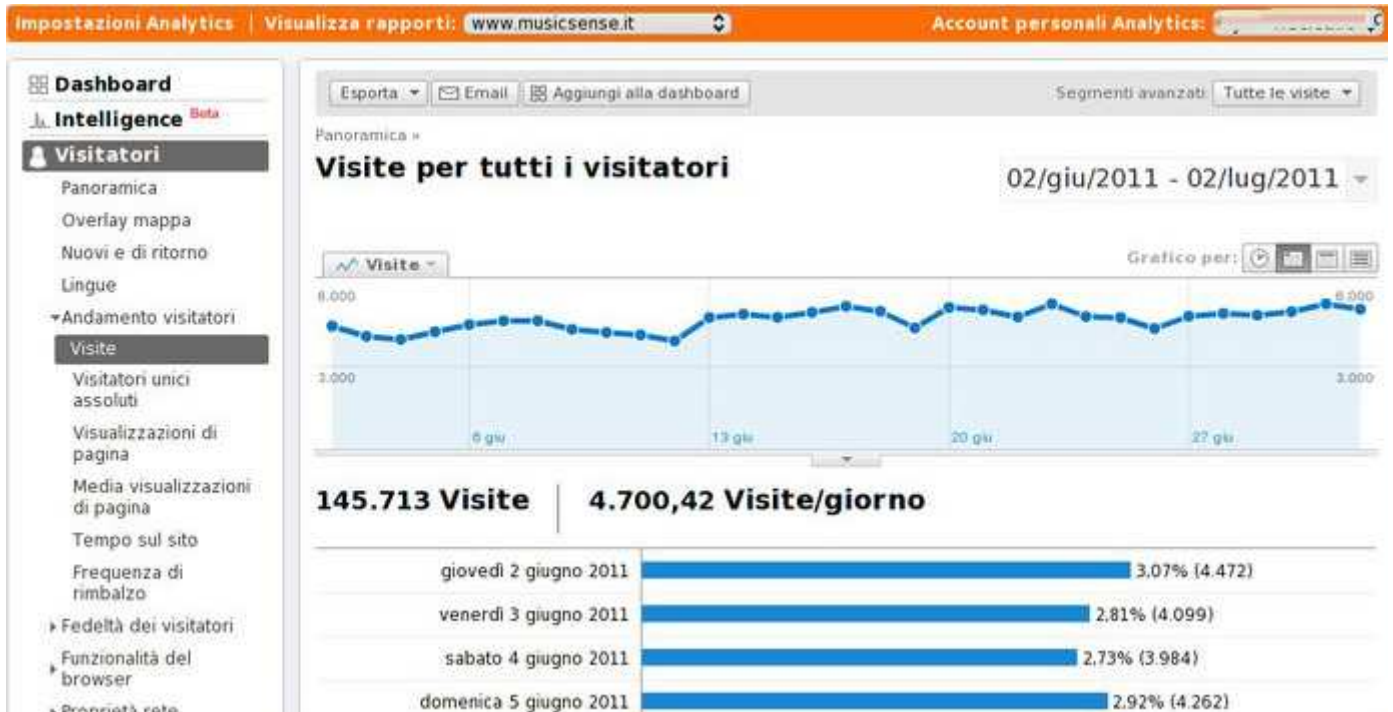 Impostazioni Analytics | Visualizza rapporti: www.musicsense.it Account personali Analytics:
Dashboard
Intelligence Beta
Visitatori
Panoramica
Overlay mappa
Nuovi e di ritorno
Lingue
Andamento visitatori
Visite
Visitatori unici
assoluti
Visualizzazioni di
pagina
Media visualizzazioni
di pagina
Tempo sul sito
Frequenza di
rimbalzo
Fedeltà dei visitatori
Funzionalità del
browser
Proprietà rete
Esporta Email Aggiungi alla dashboard Segmenti avanzati: Tutte le visite
Panoramica »
Visite per tutti i visitatori
02/giu/2011 - 02/lug/2011
Visite Grafico per:
6.000 6.000
3.000 3.000
6 giu 13 giu 20 giu 27 giu
145.713 Visite 4.700,42 Visite/giorno
giovedì 2 giugno 2011 3,07% (4.472)
venerdì 3 giugno 2011 2,81% (4.099)
sabato 4 giugno 2011 2,73% (3.984)
domenica 5 giugno 2011 2,92% (4.262)